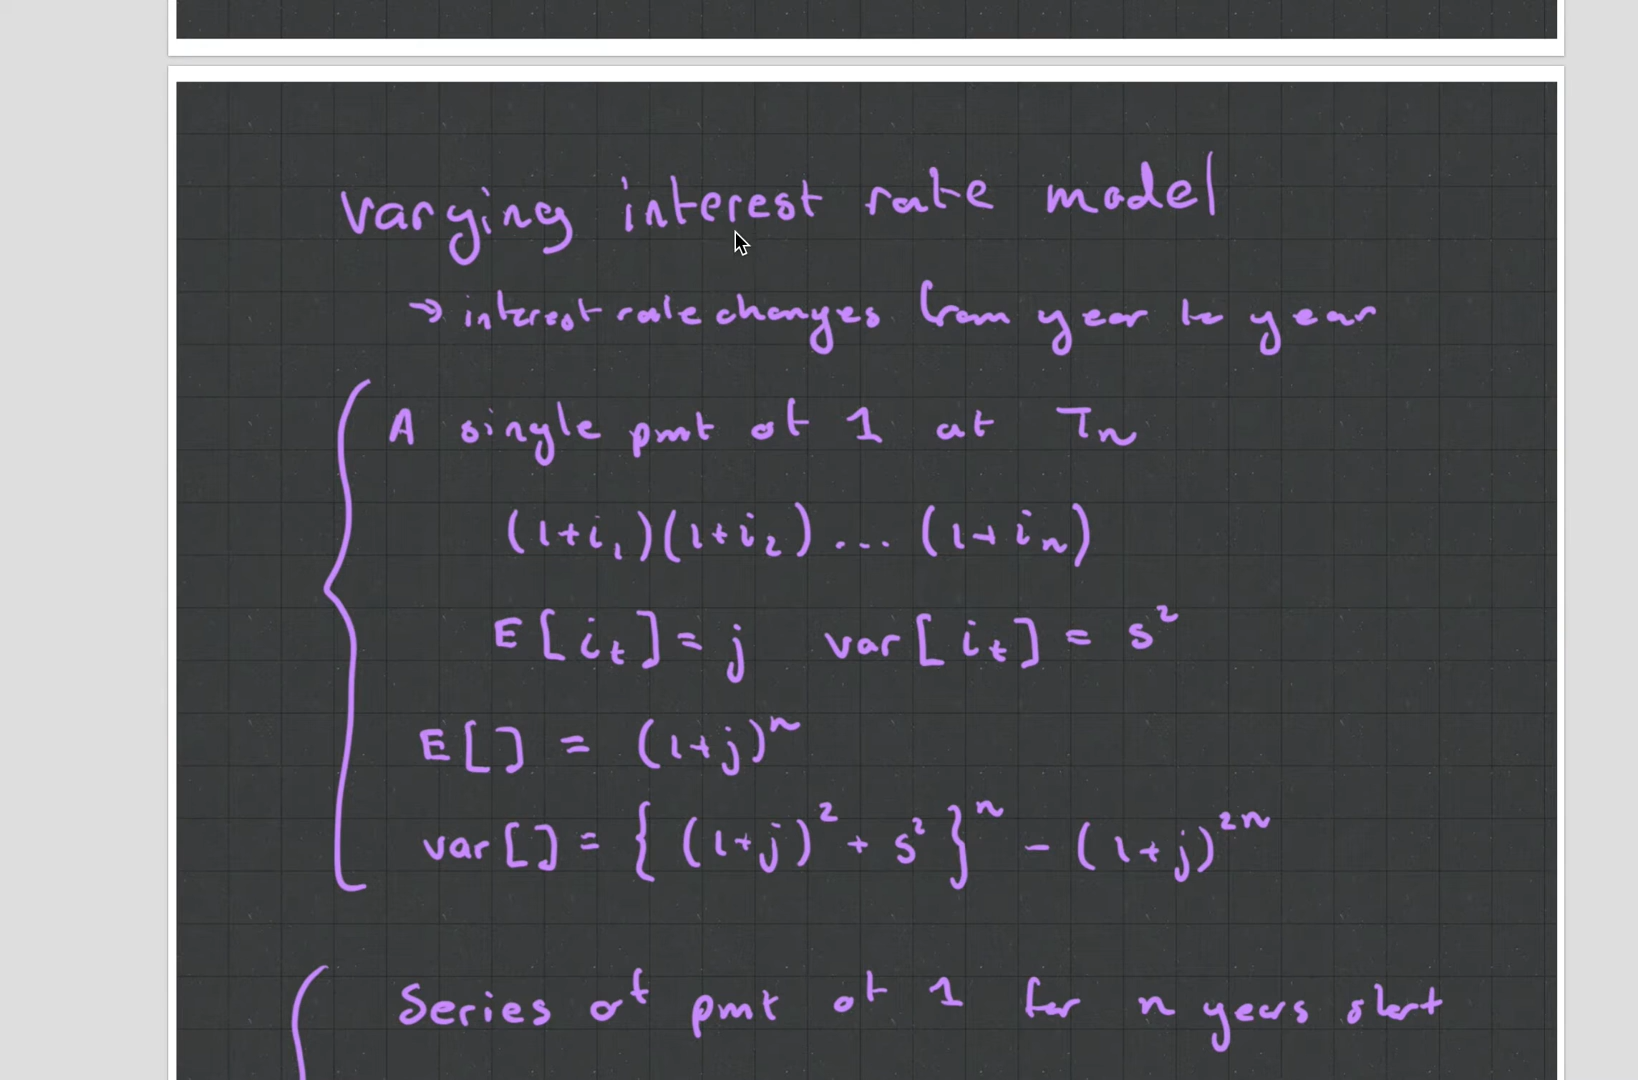 varying interest rate model
→ interest rate changes from year to year
A single pmt of 1 at Tn
(1+i₁)(1+i₂)...(1+iₙ)
E[iₜ] = j var[iₜ] = s²
E[] = (1+j)ⁿ
var[] = {(1+j)² + s²}ⁿ - (1+j)²ⁿ
Series of pmt of 1 for n years start